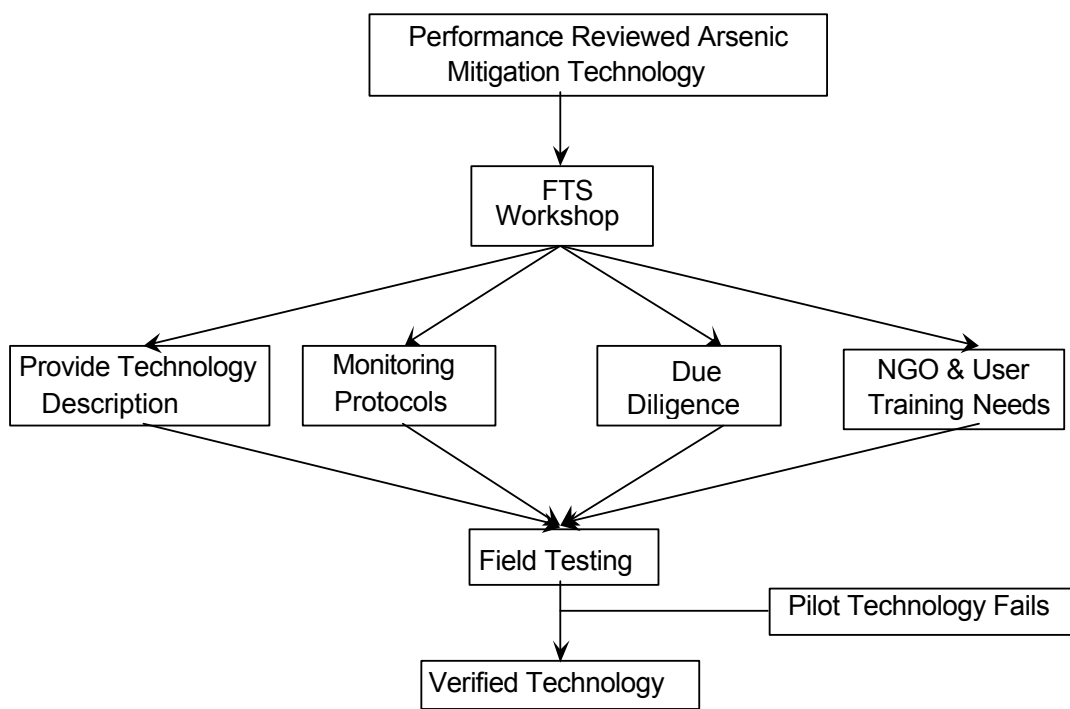 Performance Reviewed Arsenic
Mitigation Technology
FTS
Workshop
Provide Technology
Description
Monitoring
Protocols
Due
Diligence
NGO & User
Training Needs
Field Testing
Pilot Technology Fails
Verified Technology